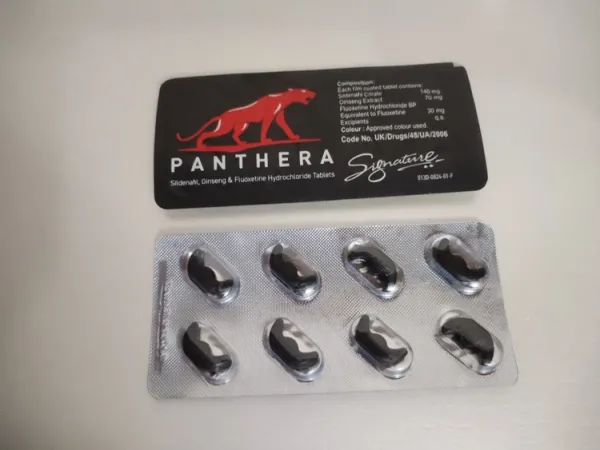 Composition:
Each film coated tablet contains:
Sildenafil Citrate 140 mg
Ginseng Extract 70 mg
Fluoxetine Hydrochloride BP
Equivalent to Fluoxetine 30 mg
Excipients q.s.
Colour : Approved colour used.
Code No. UK/Drugs/48/UA/2006
PANTHERA
Sildenafil, Ginseng & Fluoxetine Hydrochloride Tablets
Signature